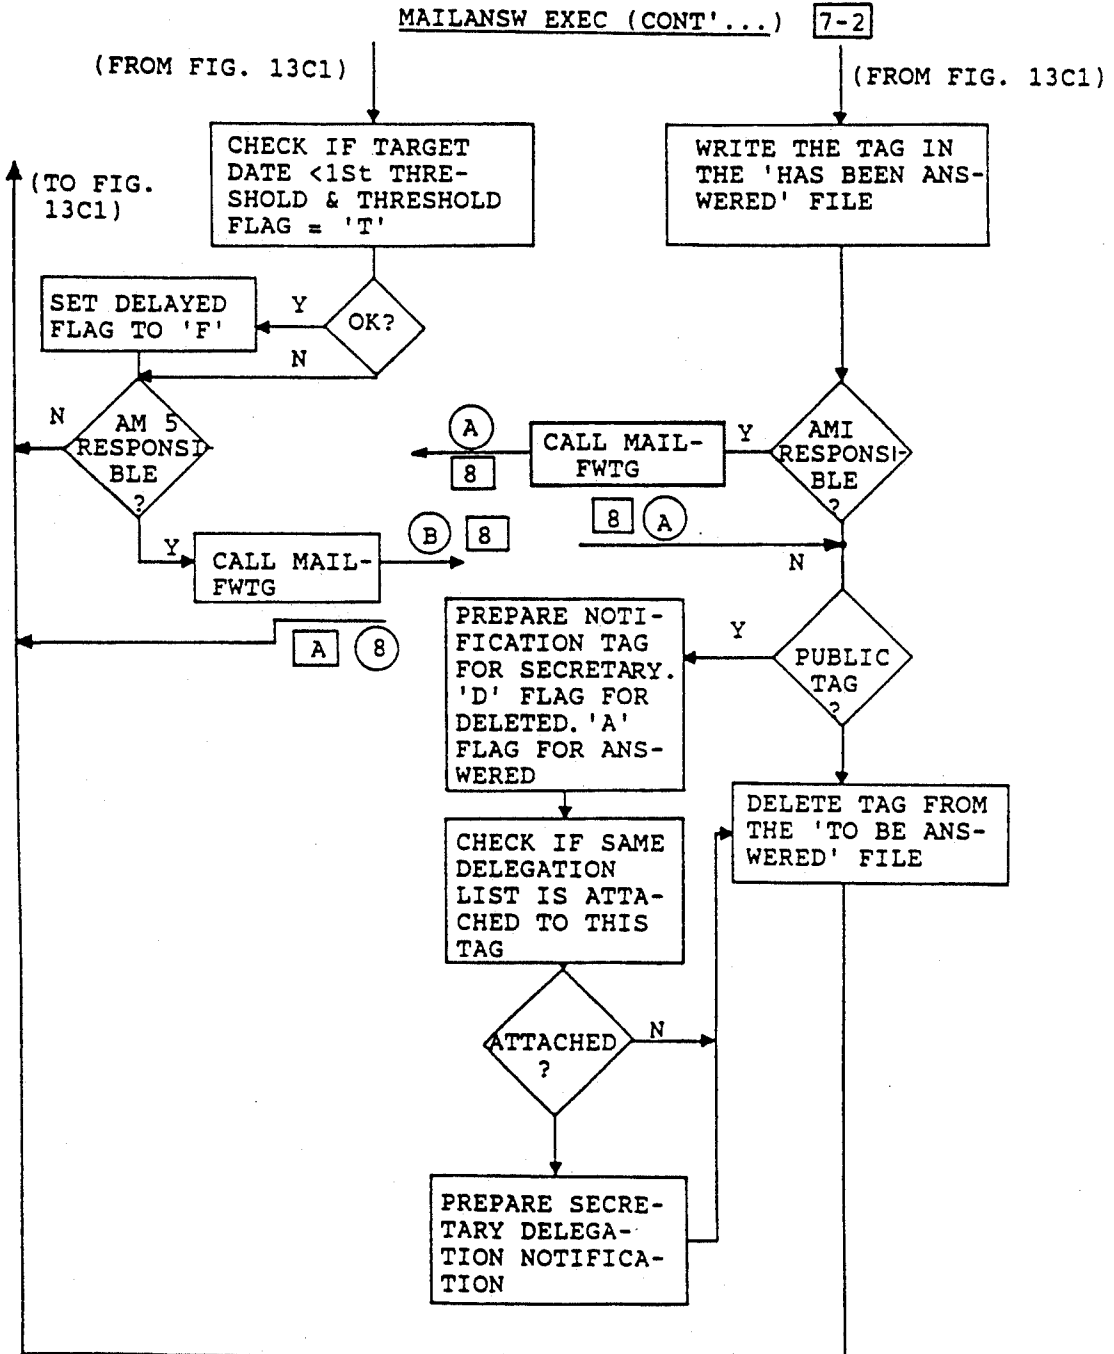 MAILANSW EXEC (CONT'...) 7-2
(FROM FIG. 13C1)
(FROM FIG. 13C1)
CHECK IF TARGET
DATE <1St THRE-
SHOLD & THRESHOLD
FLAG = 'T'
WRITE THE TAG IN
THE 'HAS BEEN ANS-
WERED' FILE
(TO FIG.
13C1)
SET DELAYED
FLAG TO 'F'
Y
OK?
N
N
AM 5
RESPONSI-
BLE
?
A
8
CALL MAIL-
FWTG
Y
AMI
RESPONSI-
BLE
?
8 A
N
Y
CALL MAIL-
FWTG
B 8
A 8
PREPARE NOTI-
FICATION TAG
FOR SECRETARY.
'D' FLAG FOR
DELETED.'A'
FLAG FOR ANS-
WERED
Y
PUBLIC
TAG
?
DELETE TAG FROM
THE 'TO BE ANS-
WERED' FILE
CHECK IF SAME
DELEGATION
LIST IS ATTA-
CHED TO THIS
TAG
ATTACHED
?
N
PREPARE SECRE-
TARY DELEGA-
TION NOTIFICA-
TION